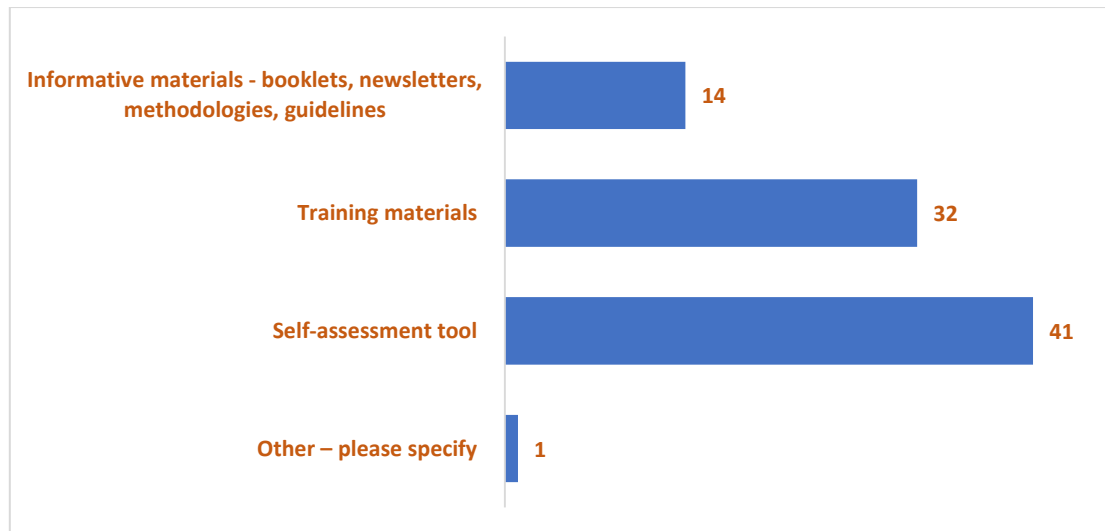 Informative materials - booklets, newsletters,
methodologies, guidelines
14
Training materials
32
Self-assessment tool
41
Other – please specify
1